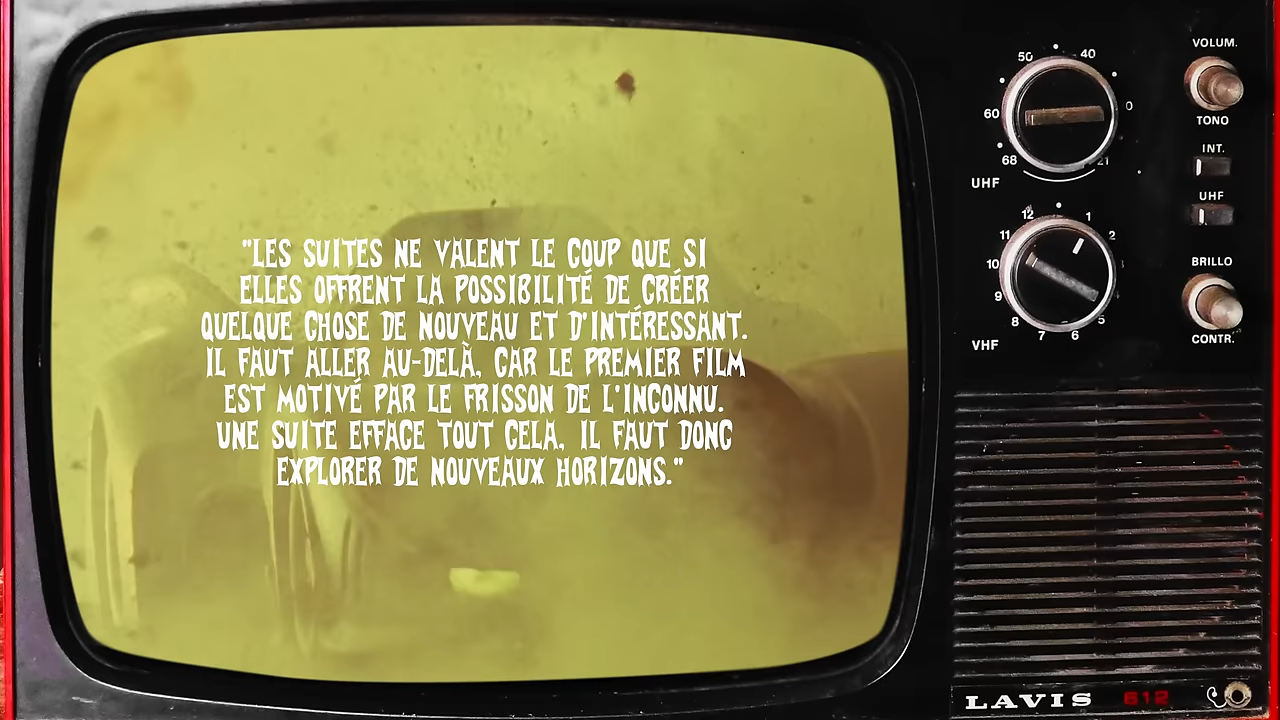 "LES SUITES NE VALENT LE COUP QUE SI
ELLES OFFRENT LA POSSIBILITÉ DE CRÉER
QUELQUE CHOSE DE NOUVEAU ET D'INTÉRESSANT.
IL FAUT ALLER AU-DELÀ, CAR LE PREMIER FILM
EST MOTIVÉ PAR LE FRISSON DE L'INCONNU.
UNE SUITE EFFACE TOUT CELA, IL FAUT DONC
EXPLORER DE NOUVEAUX HORIZONS."
VOLUM.
50 40
60 0
TONO
68 21
INT.
UHF
UHF
12 1
11 2
10 3
BRILLO
9
8 5
7 6
VHF
CONTR.
LAVIS 612